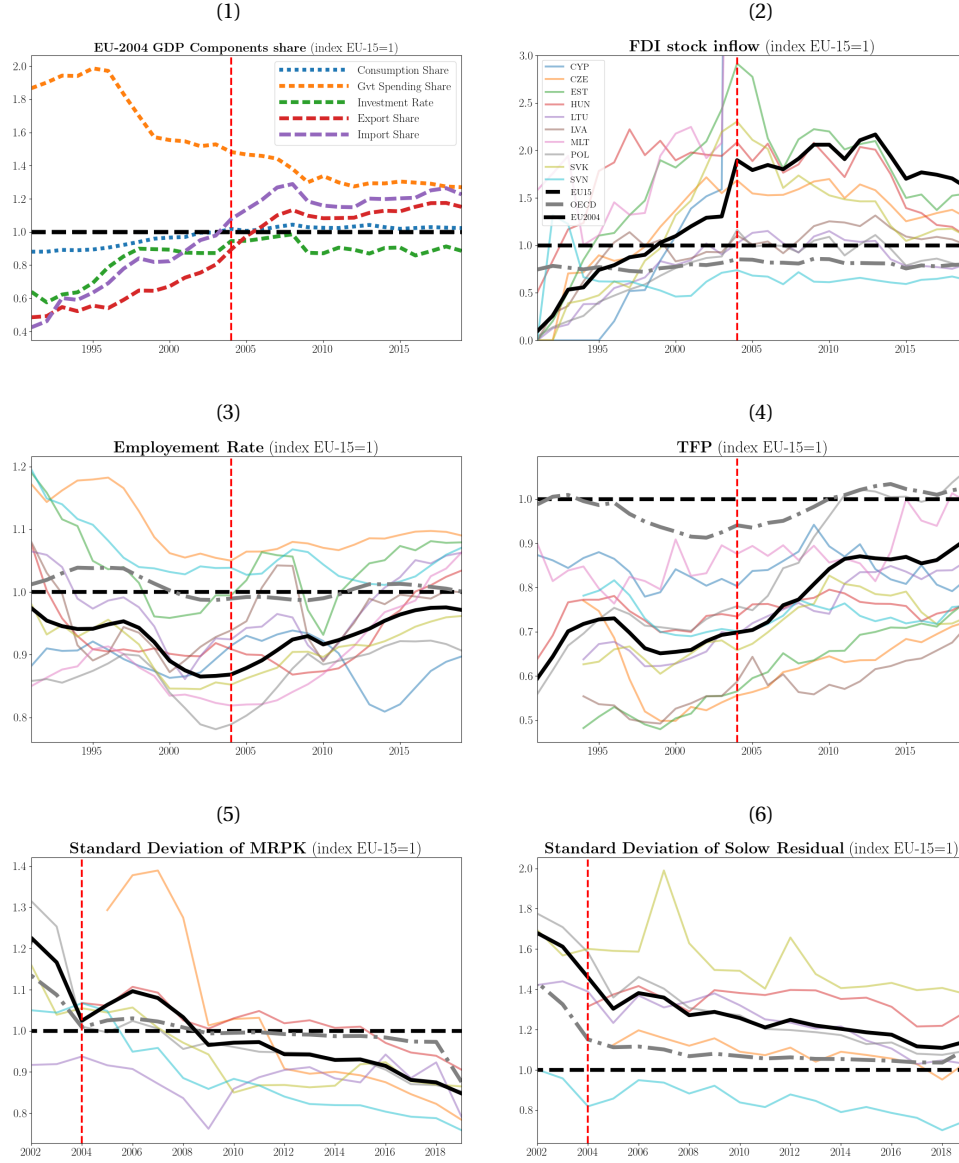 (1)
EU-2004 GDP Components share (index EU-15=1)
2.0
1.8
1.6
1.4
1.2
1.0
0.8
0.6
0.4
Consumption Share
Gvt Spending Share
Investment Rate
Export Share
Import Share
1995 2000 2005 2010 2015
(2)
FDI stock inflow (index EU-15=1)
3.0
2.5
2.0
1.5
1.0
0.5
0.0
CYP
CZE
EST
HUN
LTU
LVA
MLT
POL
SVK
SVN
EU15
OECD
EU2004
1995 2000 2005 2010 2015
(3)
Employement Rate (index EU-15=1)
1.2
1.1
1.0
0.9
0.8
1995 2000 2005 2010 2015
(4)
TFP (index EU-15=1)
1.0
0.9
0.8
0.7
0.6
0.5
1995 2000 2005 2010 2015
(5)
Standard Deviation of MRPK (index EU-15=1)
1.4
1.3
1.2
1.1
1.0
0.9
0.8
2002 2004 2006 2008 2010 2012 2014 2016 2018
(6)
Standard Deviation of Solow Residual (index EU-15=1)
2.0
1.8
1.6
1.4
1.2
1.0
0.8
2002 2004 2006 2008 2010 2012 2014 2016 2018